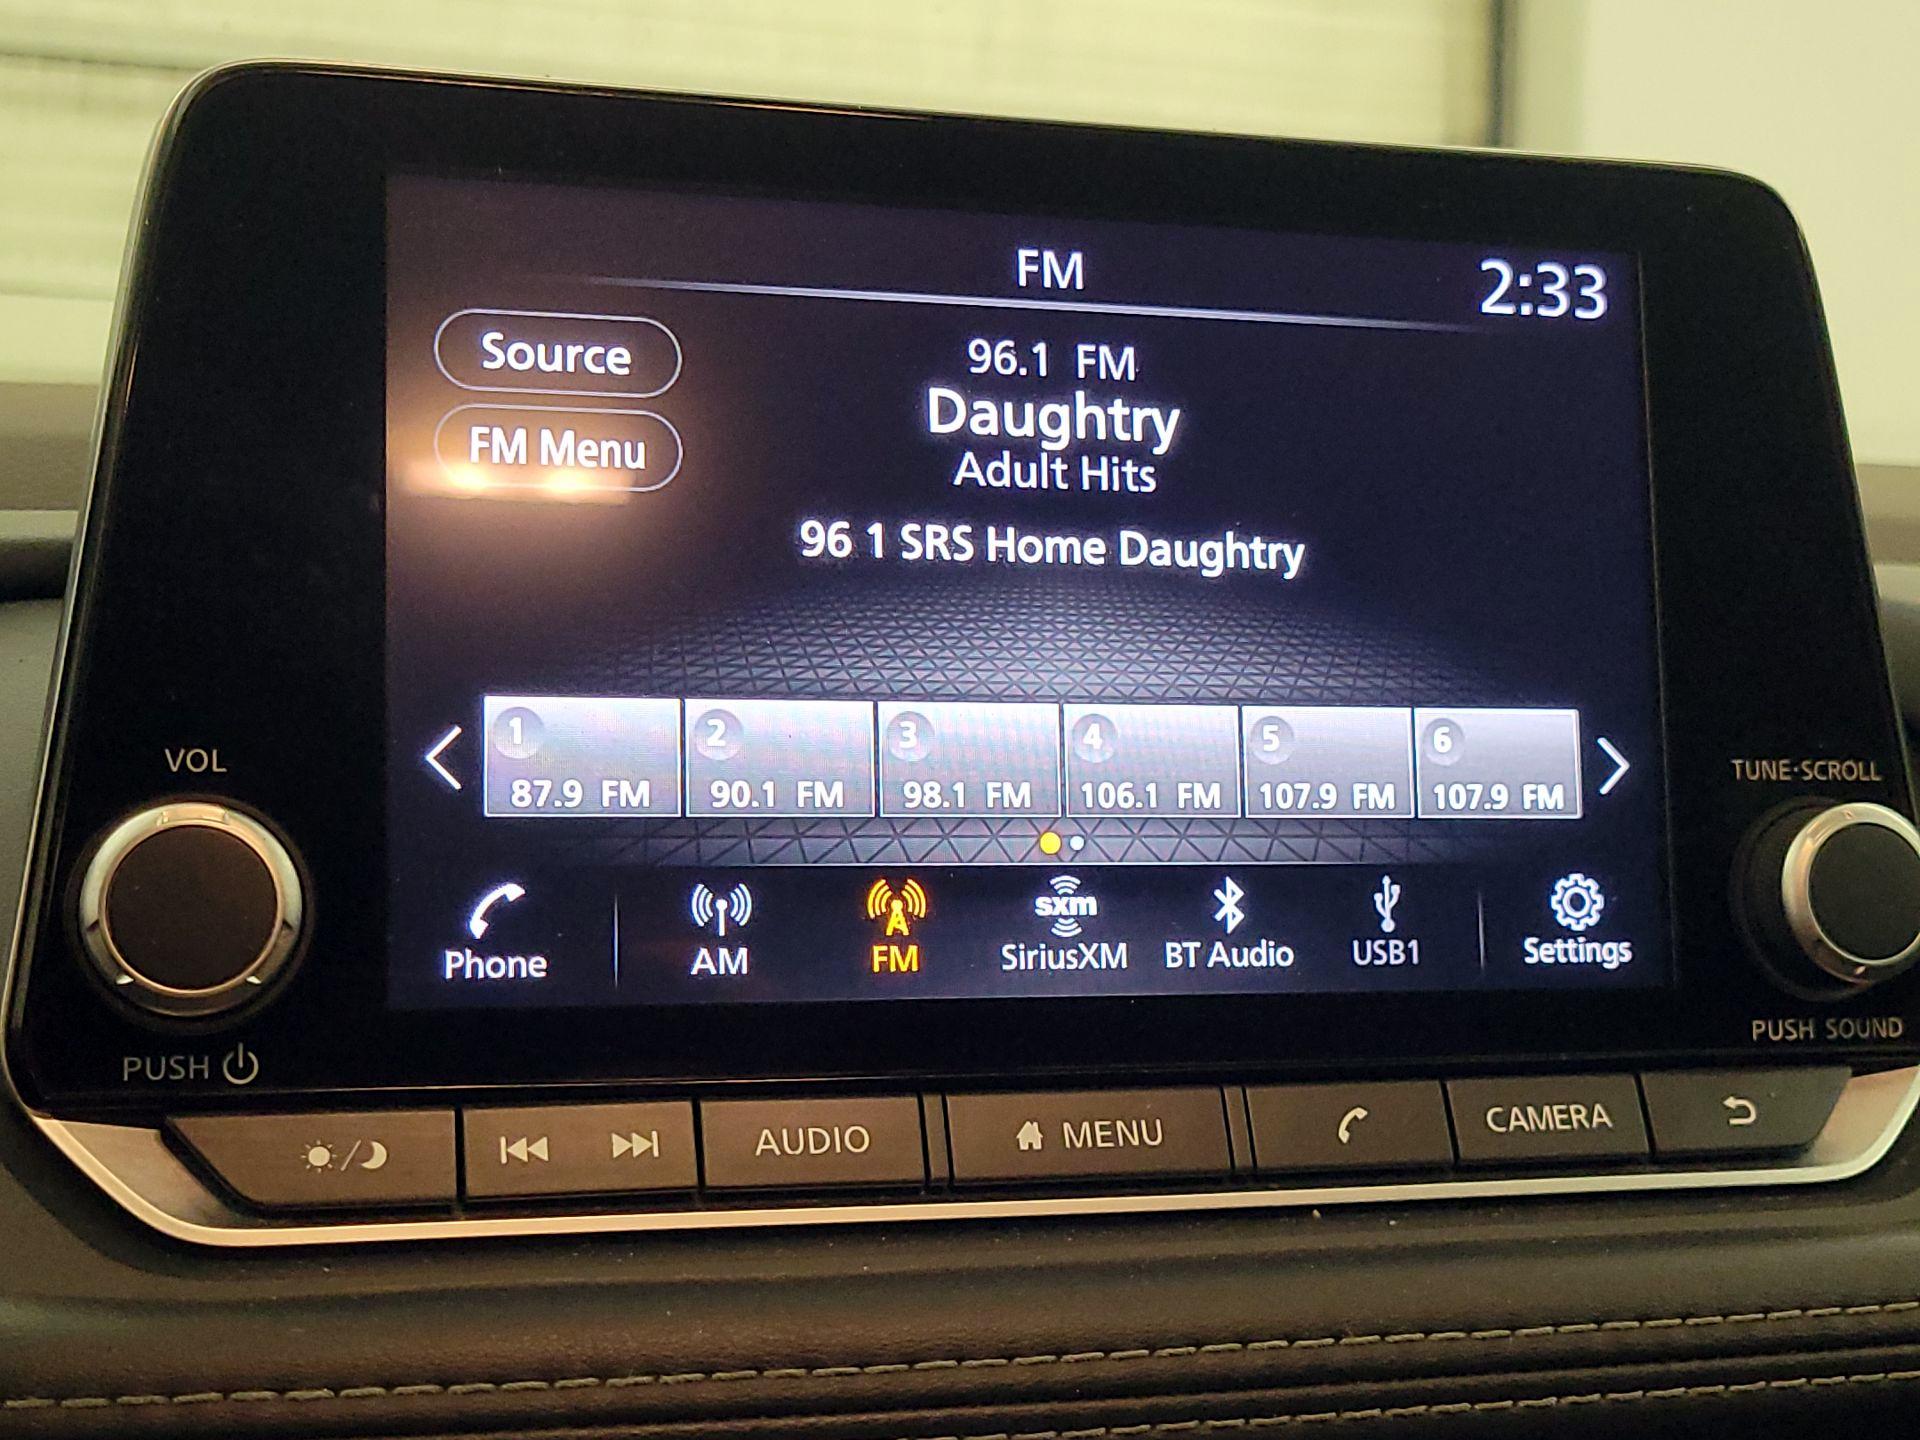 FM
2:33
Source
96.1 FM
Daughtry
FM Menu
Adult Hits
96 1 SRS Home Daughtry
1
2
3
4
5
6
87.9 FM
90.1 FM
98.1 FM
106.1 FM
107.9 FM
107.9 FM
VOL
TUNE·SCROLL
sxm
Phone
AM
FM
SiriusXM
BT Audio
USB1
Settings
PUSH
PUSH SOUND
AUDIO
MENU
CAMERA